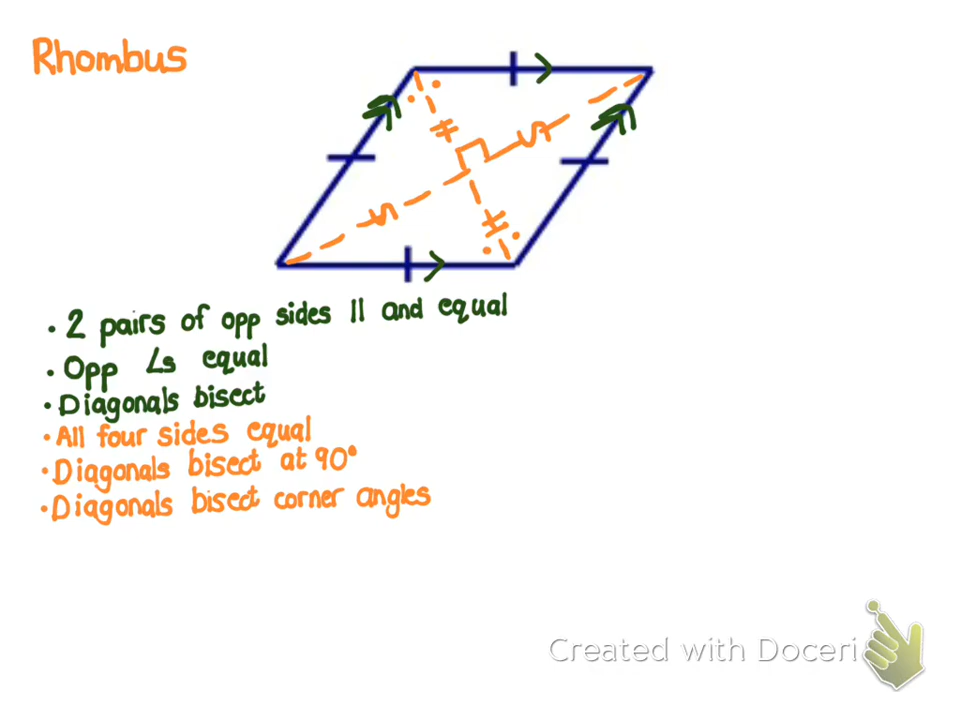 Rhombus
• 2 pairs of opp sides || and equal
• Opp ∠s equal
• Diagonals bisect
• All four sides equal
• Diagonals bisect at 90°
• Diagonals bisect corner angles
Created with Doceri